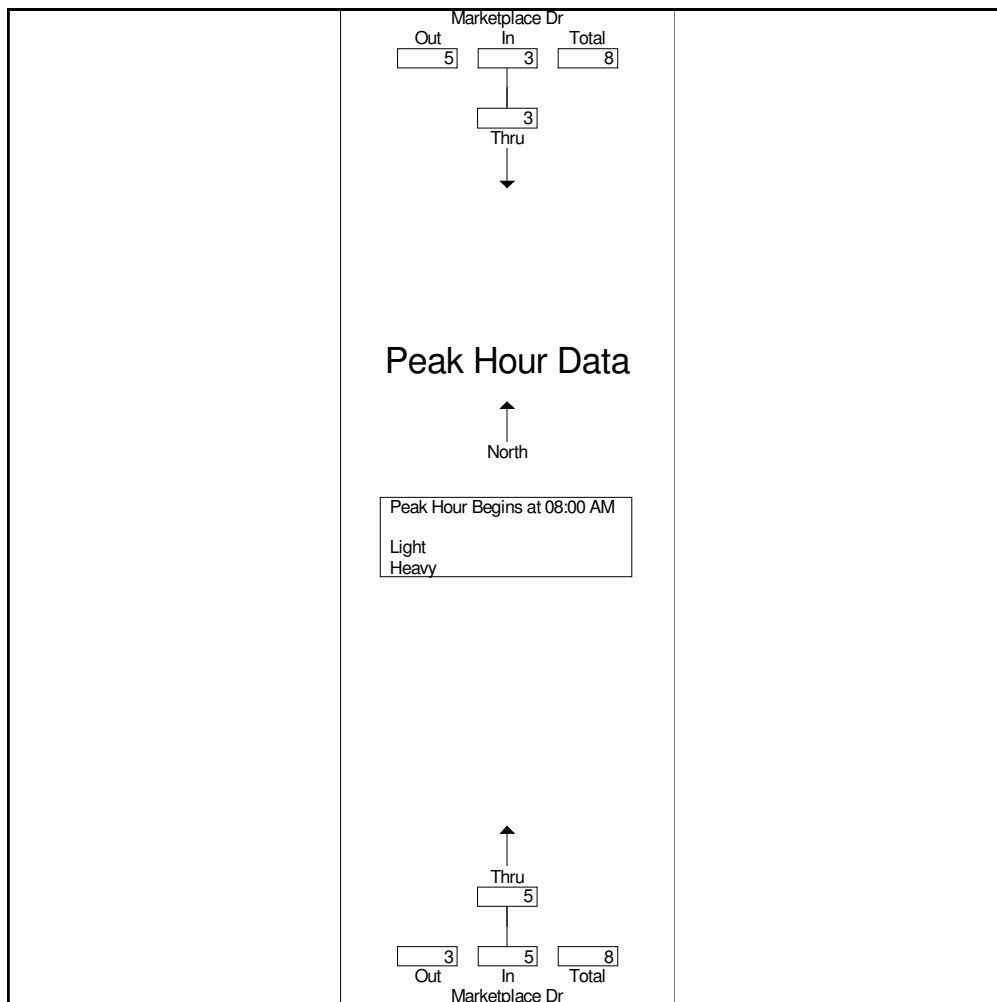 Marketplace Dr
Out In Total
5 3 8
3
Thru
Peak Hour Data
North
Peak Hour Begins at 08:00 AM
Light
Heavy
Thru
5
3 5 8
Out In Total
Marketplace Dr